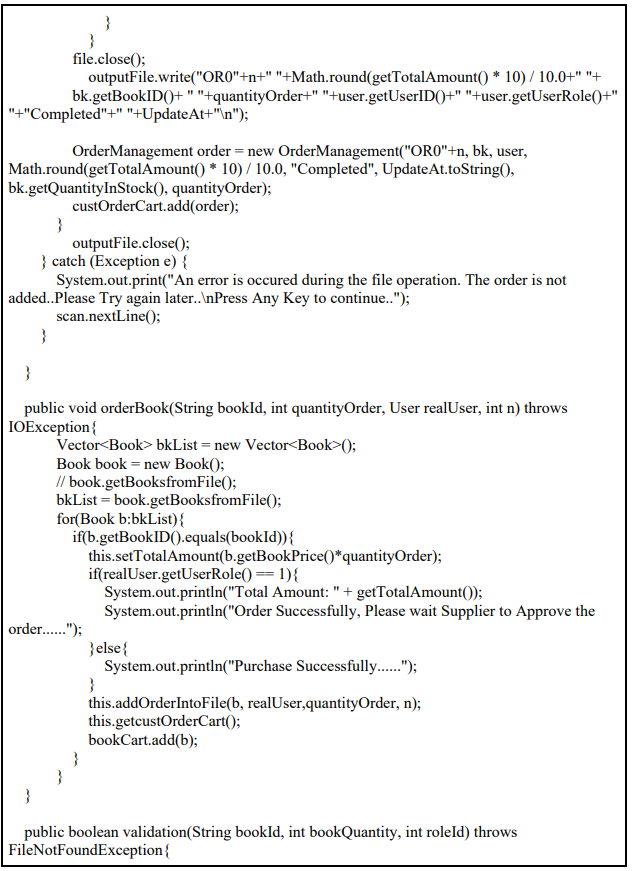 }
}
file.close();
outputFile.write("OR0"+n+" "+Math.round(getTotalAmount() * 10) / 10.0+" "+
bk.getBookID()+ " "+quantityOrder+" "+user.getUserID()+" "+user.getUserRole()+"
"+"Completed"+" "+UpdateAt+"\n");
OrderManagement order = new OrderManagement("OR0"+n, bk, user,
Math.round(getTotalAmount() * 10) / 10.0, "Completed", UpdateAt.toString(),
bk.getQuantityInStock(), quantityOrder);
custOrderCart.add(order);
}
outputFile.close();
} catch (Exception e) {
System.out.print("An error is occured during the file operation. The order is not
added..Please Try again later..\nPress Any Key to continue..");
scan.nextLine();
}
}
public void orderBook(String bookId, int quantityOrder, User realUser, int n) throws
IOException{
Vector<Book> bkList = new Vector<Book>();
Book book = new Book();
// book.getBooksfromFile();
bkList = book.getBooksfromFile();
for(Book b:bkList){
if(b.getBookID().equals(bookId)){
this.setTotalAmount(b.getBookPrice()*quantityOrder);
if(realUser.getUserRole() == 1){
System.out.println("Total Amount: " + getTotalAmount());
System.out.println("Order Successfully, Please wait Supplier to Approve the
order......");
}else{
System.out.println("Purchase Successfully......");
}
this.addOrderIntoFile(b, realUser,quantityOrder, n);
this.getcustOrderCart();
bookCart.add(b);
}
}
}
public boolean validation(String bookId, int bookQuantity, int roleId) throws
FileNotFoundException{